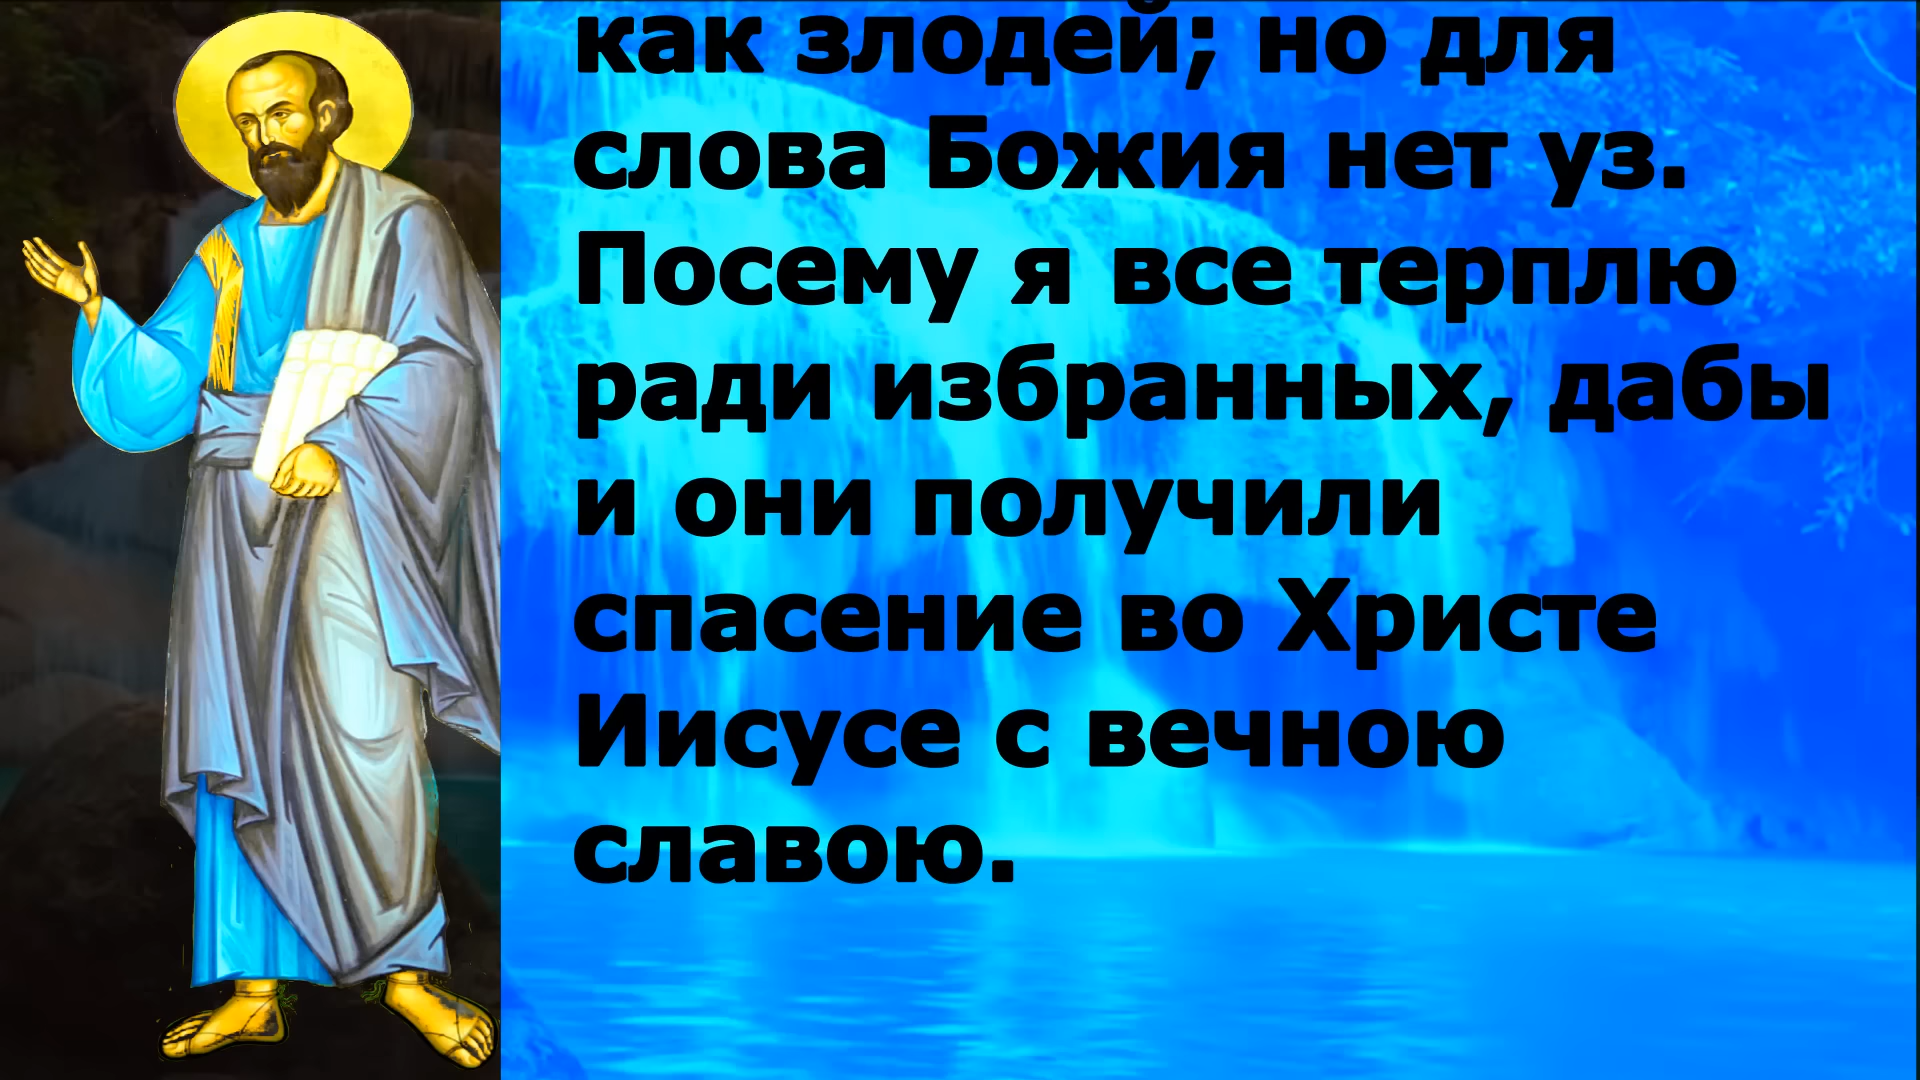 как злодей; но для
слова Божия нет уз.
Посему я все терплю
ради избранных, дабы
и они получили
спасение во Христе
Иисусе с вечною
славою.